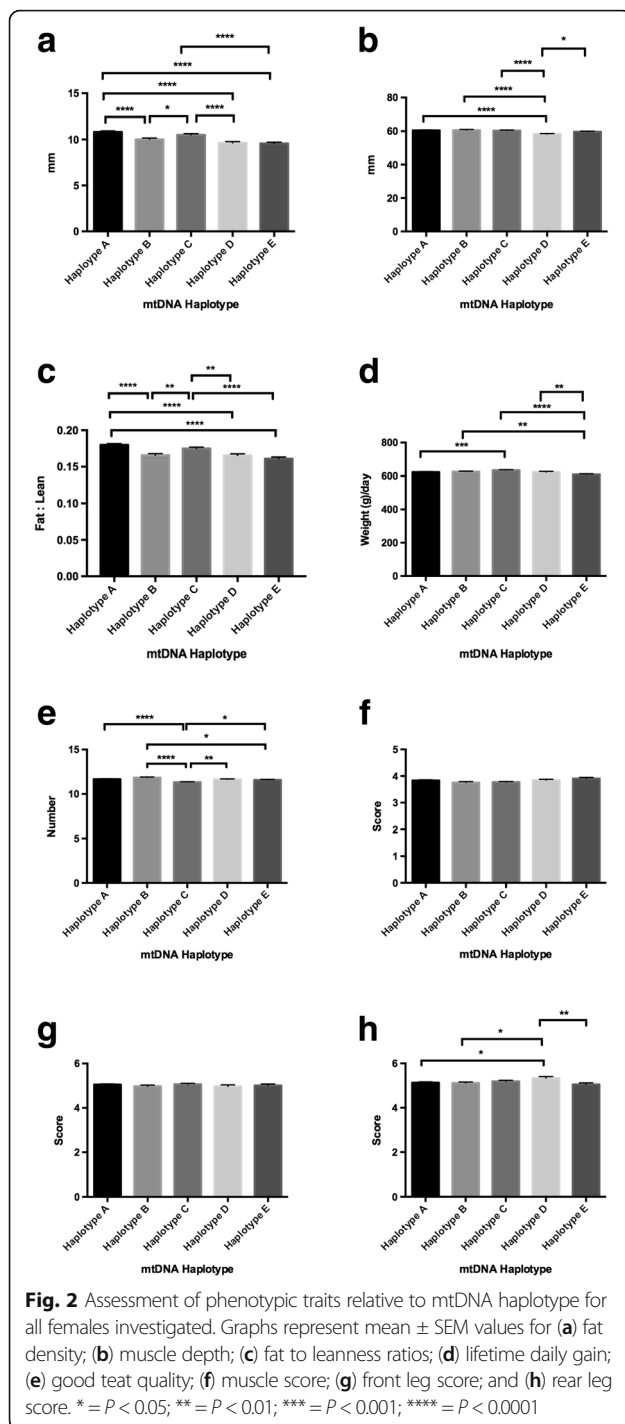 a
****
****
****
**** * ****
15
10
5
0
mm
Haploype A
Haplotype B
Haplotype C
Haplotype D
Haplotype E
mtDNA Haplotype
b
*
****
****
****
80
60
40
20
0
mm
Haploype A
Haplotype B
Haplotype C
Haplotype D
Haplotype E
mtDNA Haplotype
c
**
**** ** ****
****
****
0.20
0.15
0.10
0.05
0.00
Fat : Lean
Haplotype A
Haplotype B
Haplotype C
Haplotype D
Haplotype E
mtDNA Haplotype
d
**
****
**
***
800
600
400
200
0
Weight (g)/day
Haploype A
Haplotype B
Haplotype C
Haplotype D
Haplotype E
mtDNA Haplotype
e
**** *
*
**** **
15
10
5
0
Number
Haplotype A
Haplotype B
Haplotype C
Haplotype D
Haplotype E
mtDNA Haplotype
f
5
4
3
2
1
0
Score
Haplotype A
Haplotype B
Haplotype C
Haplotype D
Haplotype E
mtDNA Haplotype
g
6
4
2
0
Score
Haplotype A
Haplotype B
Haplotype C
Haplotype D
Haplotype E
mtDNA Haplotype
h
**
*
*
6
4
2
0
Score
Haplotype A
Haplotype B
Haplotype C
Haplotype D
Haplotype E
mtDNA Haplotype
Fig. 2 Assessment of phenotypic traits relative to mtDNA haplotype for
all females investigated. Graphs represent mean ± SEM values for (a) fat
density; (b) muscle depth; (c) fat to leanness ratios; (d) lifetime daily gain;
(e) good teat quality; (f) muscle score; (g) front leg score; and (h) rear leg
score. * = P < 0.05; ** = P < 0.01; *** = P < 0.001; **** = P < 0.0001